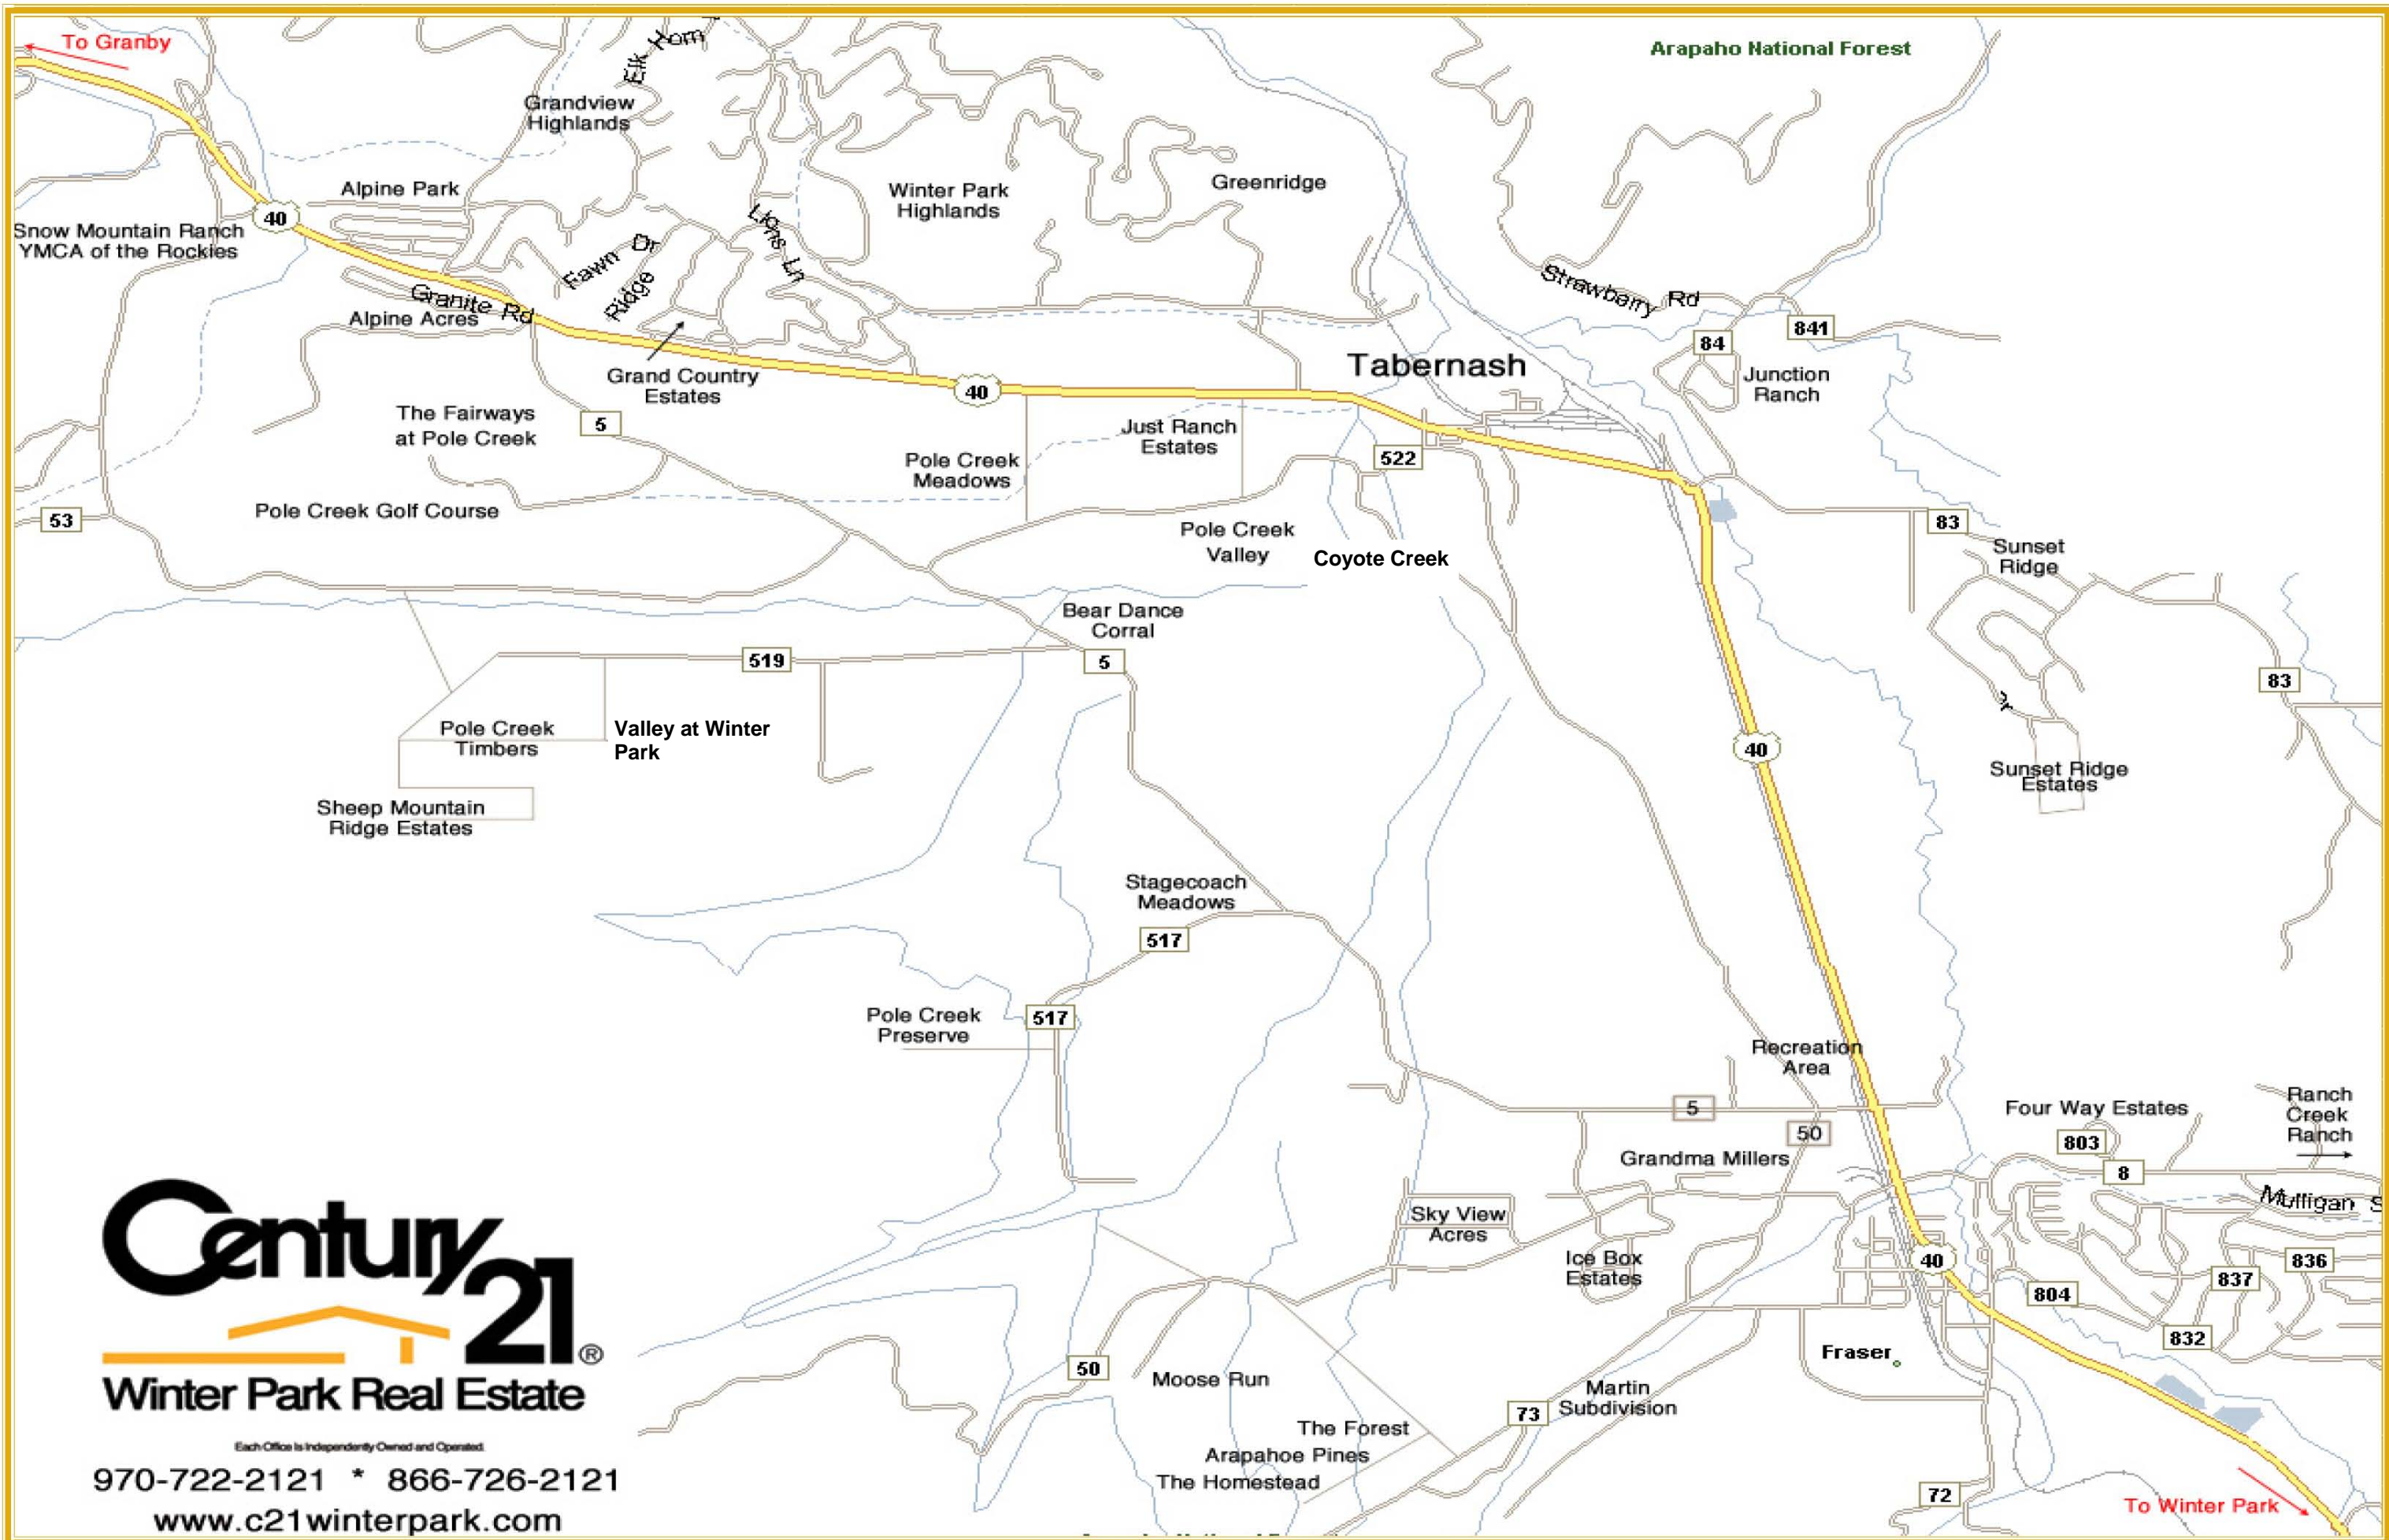 To Granby
Elk Horn
Arapaho National Forest
Grandview
Highlands
Alpine Park
Winter Park
Highlands
Greenridge
40
Snow Mountain Ranch
YMCA of the Rockies
Lions Ln
Fawn Dr
Ridge
Granite Rd
Alpine Acres
Strawberry Rd
841
84
Tabernash
Junction
Ranch
Grand Country
Estates
40
The Fairways
at Pole Creek
5
Just Ranch
Estates
522
Pole Creek
Meadows
Pole Creek Golf Course
53
83
Pole Creek
Valley
Coyote Creek
Sunset
Ridge
Bear Dance
Corral
519
5
83
Dr
Pole Creek
Timbers
Valley at Winter
Park
40
Sunset Ridge
Estates
Sheep Mountain
Ridge Estates
Stagecoach
Meadows
517
Pole Creek
Preserve
517
Recreation
Area
5
50
Four Way Estates
Ranch
Creek
Ranch
803
8
Grandma Millers
Mulligan S
Sky View
Acres
Ice Box
Estates
40
836
837
804
832
Fraser
50
Moose Run
Martin
Subdivision
73
The Forest
Arapahoe Pines
The Homestead
72
To Winter Park
Century 21®
Winter Park Real Estate
Each Office Is Independently Owned and Operated.
970-722-2121 * 866-726-2121
www.c21winterpark.com